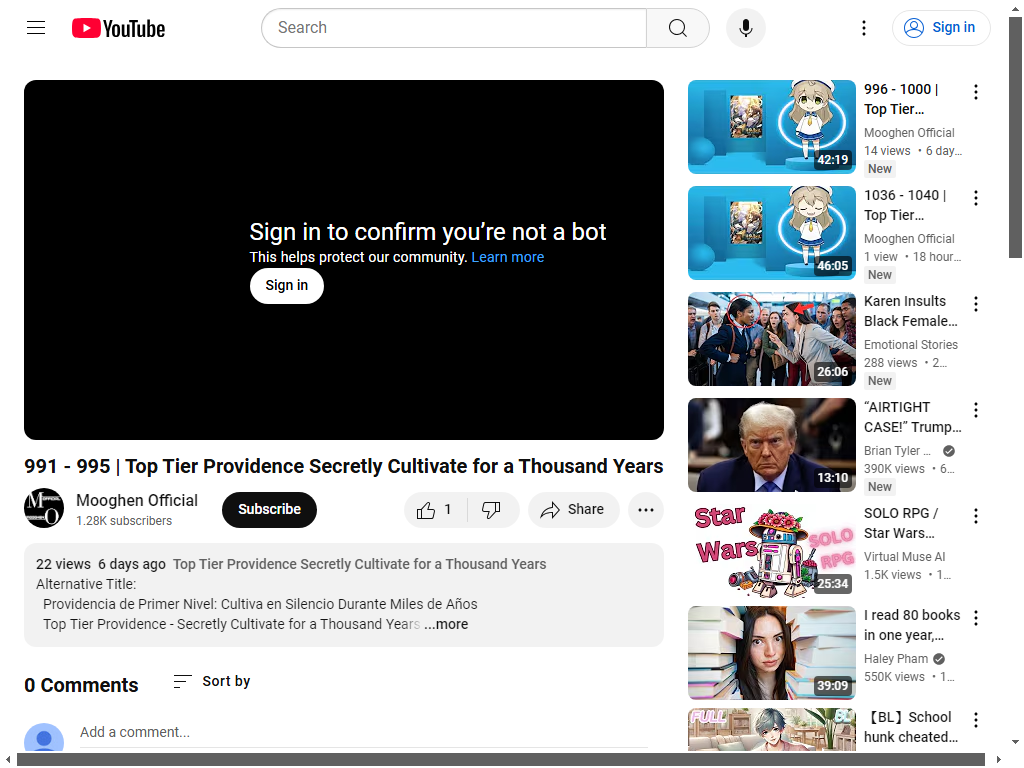 YouTube
Search
Sign in
Sign in to confirm you’re not a bot
This helps protect our community. Learn more
Sign in
991 - 995 | Top Tier Providence Secretly Cultivate for a Thousand Years
Mooghen Official
1.28K subscribers
Subscribe
1
Share
22 views 6 days ago Top Tier Providence Secretly Cultivate for a Thousand Years
Alternative Title:
Providencia de Primer Nivel: Cultiva en Silencio Durante Miles de Años
Top Tier Providence - Secretly Cultivate for a Thousand Years ...more
0 Comments
Sort by
Add a comment...
42:19
996 - 1000 |
Top Tier…
Mooghen Official
14 views • 6 day…
New
46:05
1036 - 1040 |
Top Tier…
Mooghen Official
1 view • 18 hour…
New
26:06
Karen Insults
Black Female…
Emotional Stories
288 views • 2…
New
13:10
“AIRTIGHT
CASE!” Trump…
Brian Tyler …
390K views • 6…
New
Star
Wars
SOLO
RPG
25:34
SOLO RPG /
Star Wars…
Virtual Muse AI
1.5K views • 1…
39:09
I read 80 books
in one year,…
Haley Pham
550K views • 1…
FULL
BL
【BL】School
hunk cheated…